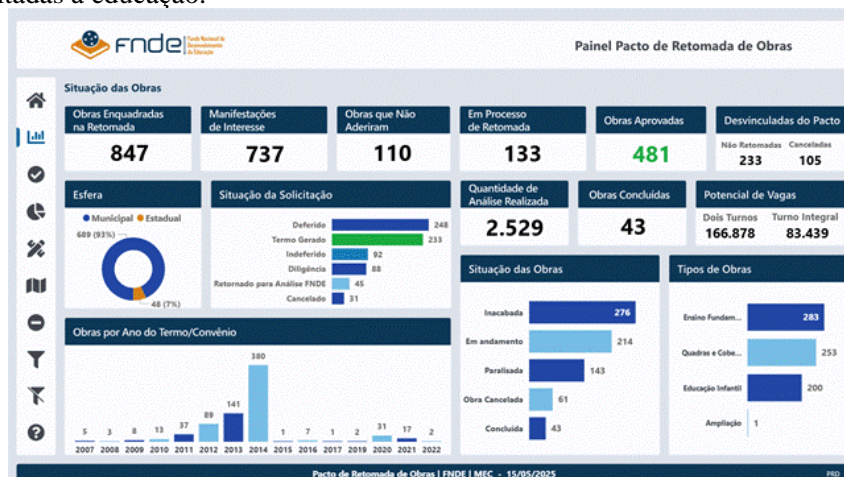 itadas à educação.
FNDE Fundo Nacional de Desenvolvimento da Educação
Painel Pacto de Retomada de Obras
Situação das Obras
Obras Enquadradas na Retomada
847
Manifestações de Interesse
737
Obras que Não Aderiram
110
Em Processo de Retomada
133
Obras Aprovadas
481
Desvinculadas do Pacto
Não Retomadas Canceladas
233 105
Esfera
Municipal Estadual
689 (93%)
48 (7%)
Situação da Solicitação
Deferido 248
Termo Gerado 233
Indeferido 92
Diligência 88
Retornado para Análise FNDE 45
Cancelado 31
Quantidade de Análise Realizada
2.529
Obras Concluídas
43
Potencial de Vagas
Dois Turnos Turno Integral
166.878 83.439
Situação das Obras
Inacabada 276
Em andamento 214
Paralisada 143
Obra Cancelada 61
Concluída 43
Tipos de Obras
Ensino Fundam... 283
Quadras e Cobe... 253
Educação Infantil 200
Ampliação 1
Obras por Ano do Termo/Convênio
5 3 8 13 37 89 141 380 1 7 1 2 31 17 2
2007 2008 2009 2010 2011 2012 2013 2014 2015 2016 2017 2019 2020 2021 2022
Pacto de Retomada de Obras | FNDE | MEC - 15/05/2025
PRD